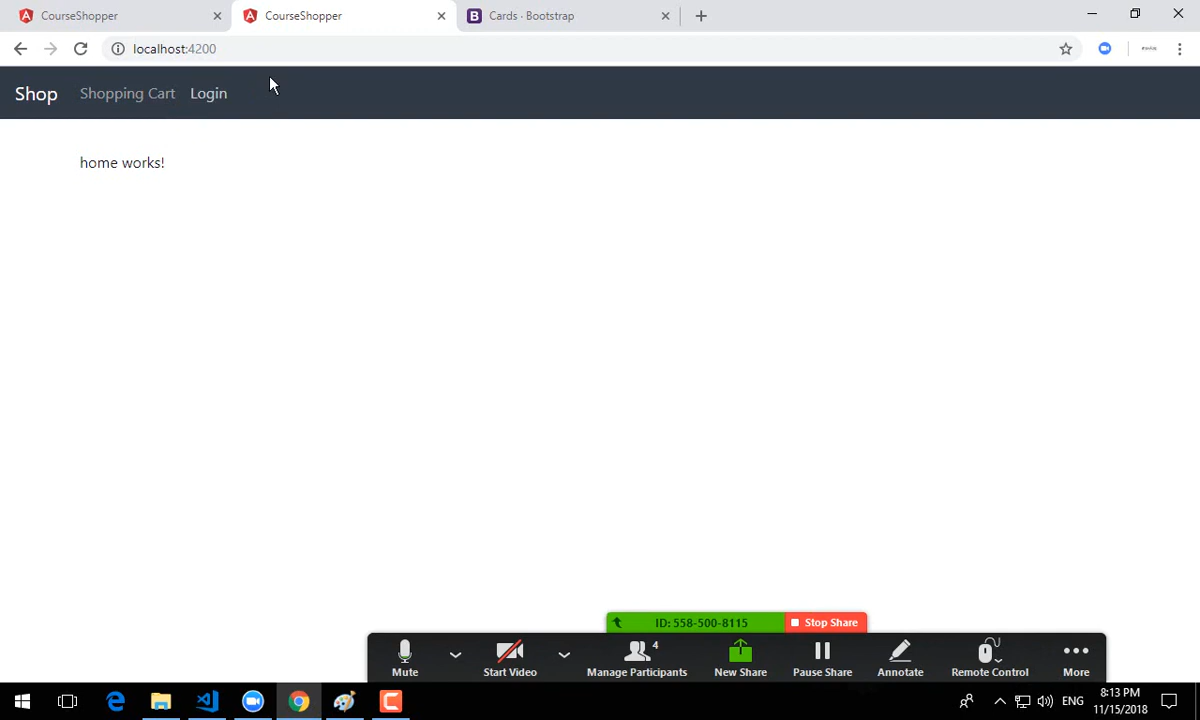 CourseShopper
CourseShopper
Cards · Bootstrap
localhost:4200
Shop
Shopping Cart
Login
home works!
ID: 558-500-8115
Stop Share
Mute
Start Video
4
Manage Participants
New Share
Pause Share
Annotate
Remote Control
More
ENG
8:13 PM
11/15/2018